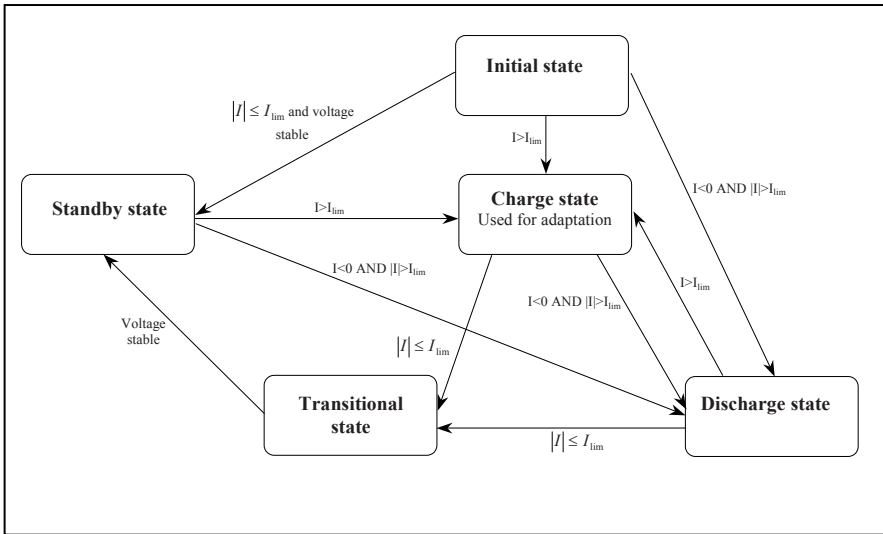 Initial state
|I| ≤ I_lim and voltage
stable
I>I_lim
I<0 AND |I|>I_lim
Standby state
I>I_lim
Charge state
Used for adaptation
I<0 AND |I|>I_lim
I>I_lim
I<0 AND |I|>I_lim
Voltage
stable
|I| ≤ I_lim
Transitional
state
Discharge state
|I| ≤ I_lim